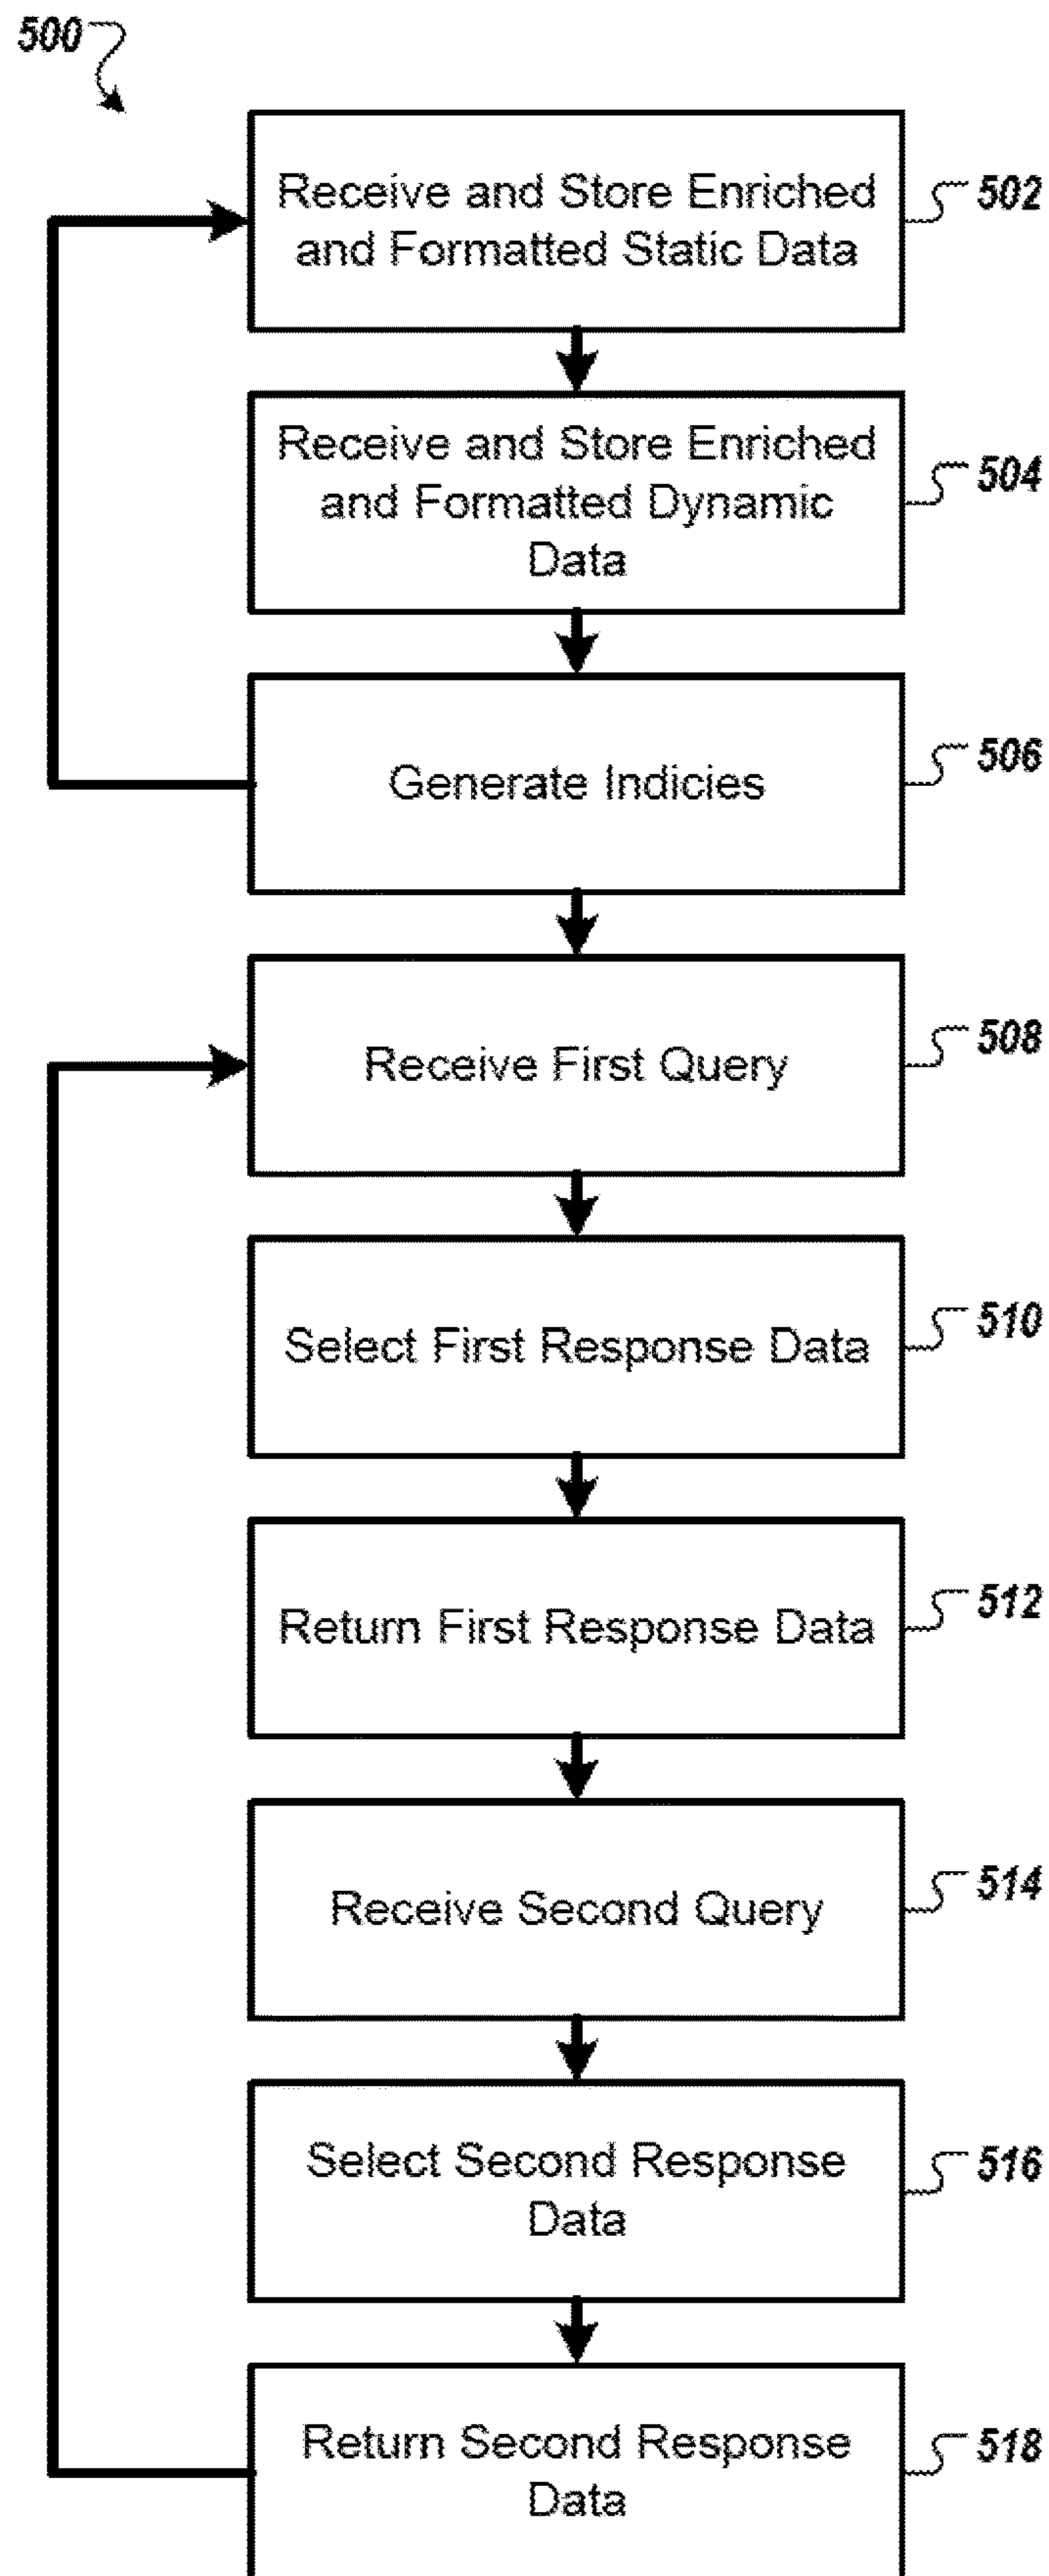 500
Receive and Store Enriched
and Formatted Static Data
502
Receive and Store Enriched
and Formatted Dynamic
Data
504
Generate Indicies
506
Receive First Query
508
Select First Response Data
510
Return First Response Data
512
Receive Second Query
514
Select Second Response
Data
516
Return Second Response
Data
518